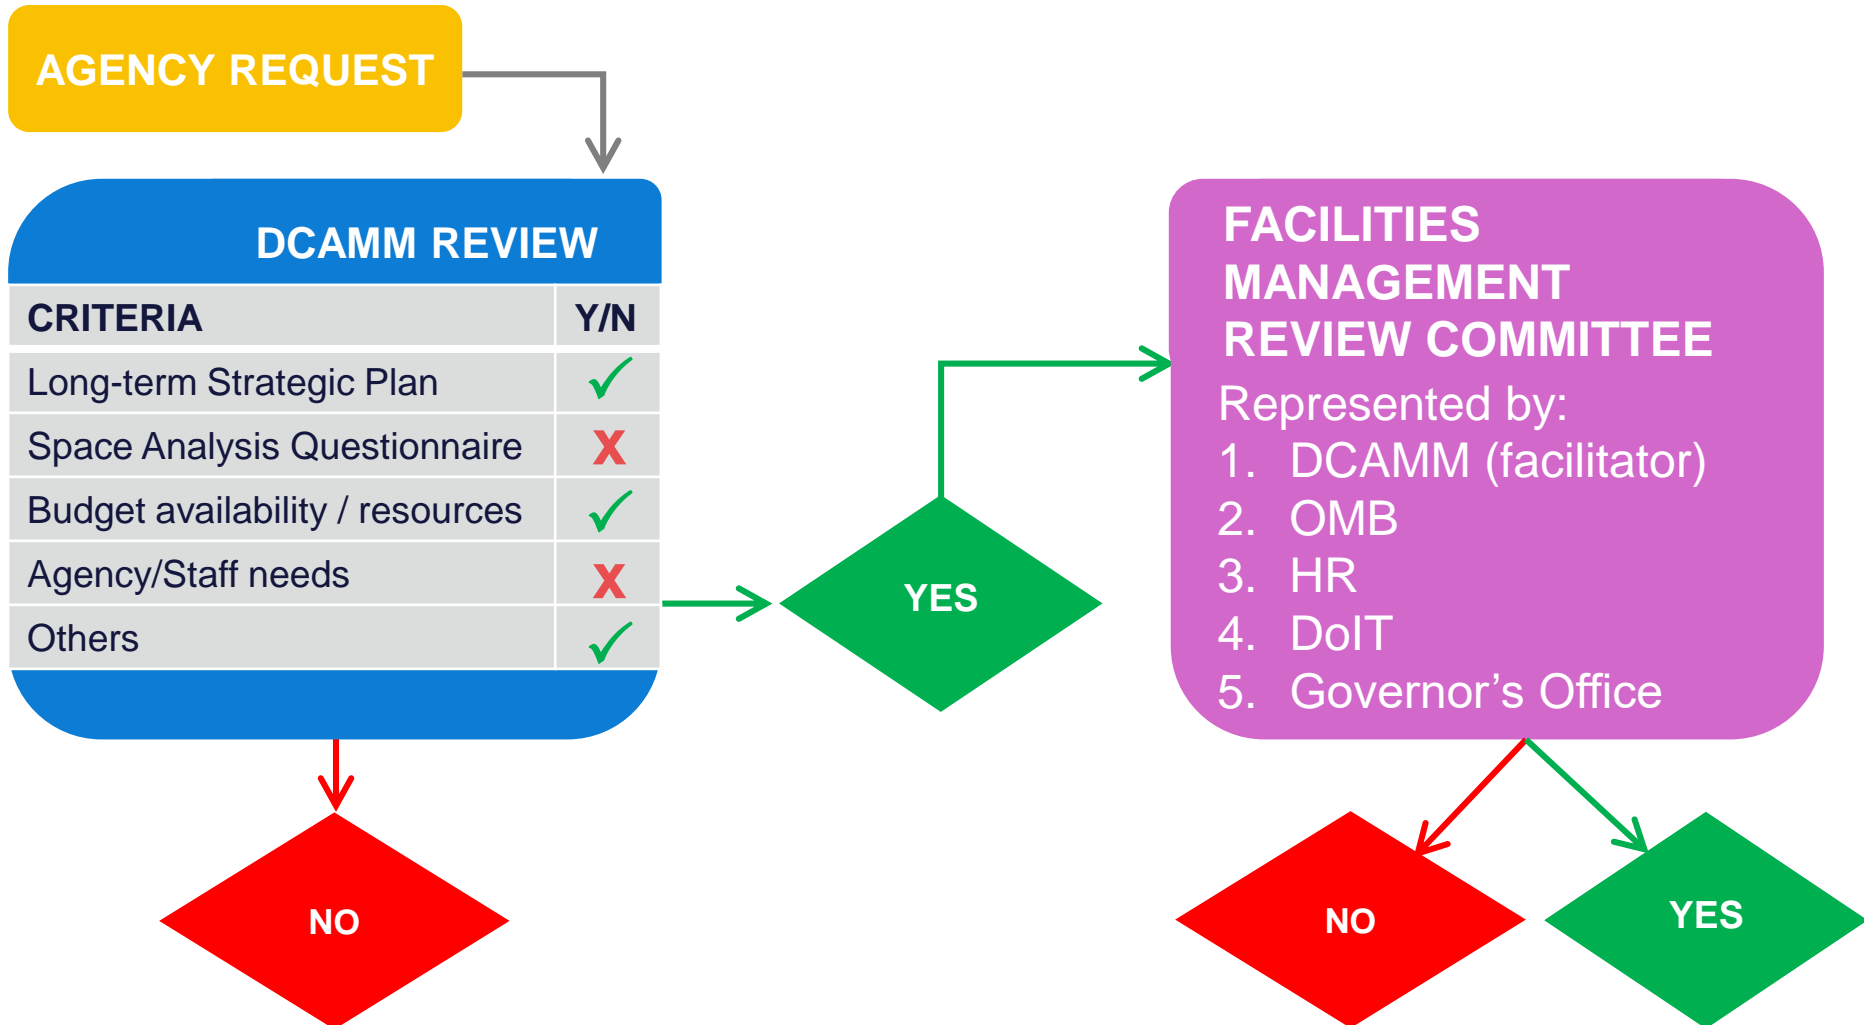 AGENCY REQUEST
DCAMM REVIEW
CRITERIA Y/N
Long-term Strategic Plan ✓
Space Analysis Questionnaire X
Budget availability / resources ✓
Agency/Staff needs X
Others ✓
NO
YES
FACILITIES
MANAGEMENT
REVIEW COMMITTEE
Represented by:
1. DCAMM (facilitator)
2. OMB
3. HR
4. DoIT
5. Governor’s Office
NO
YES